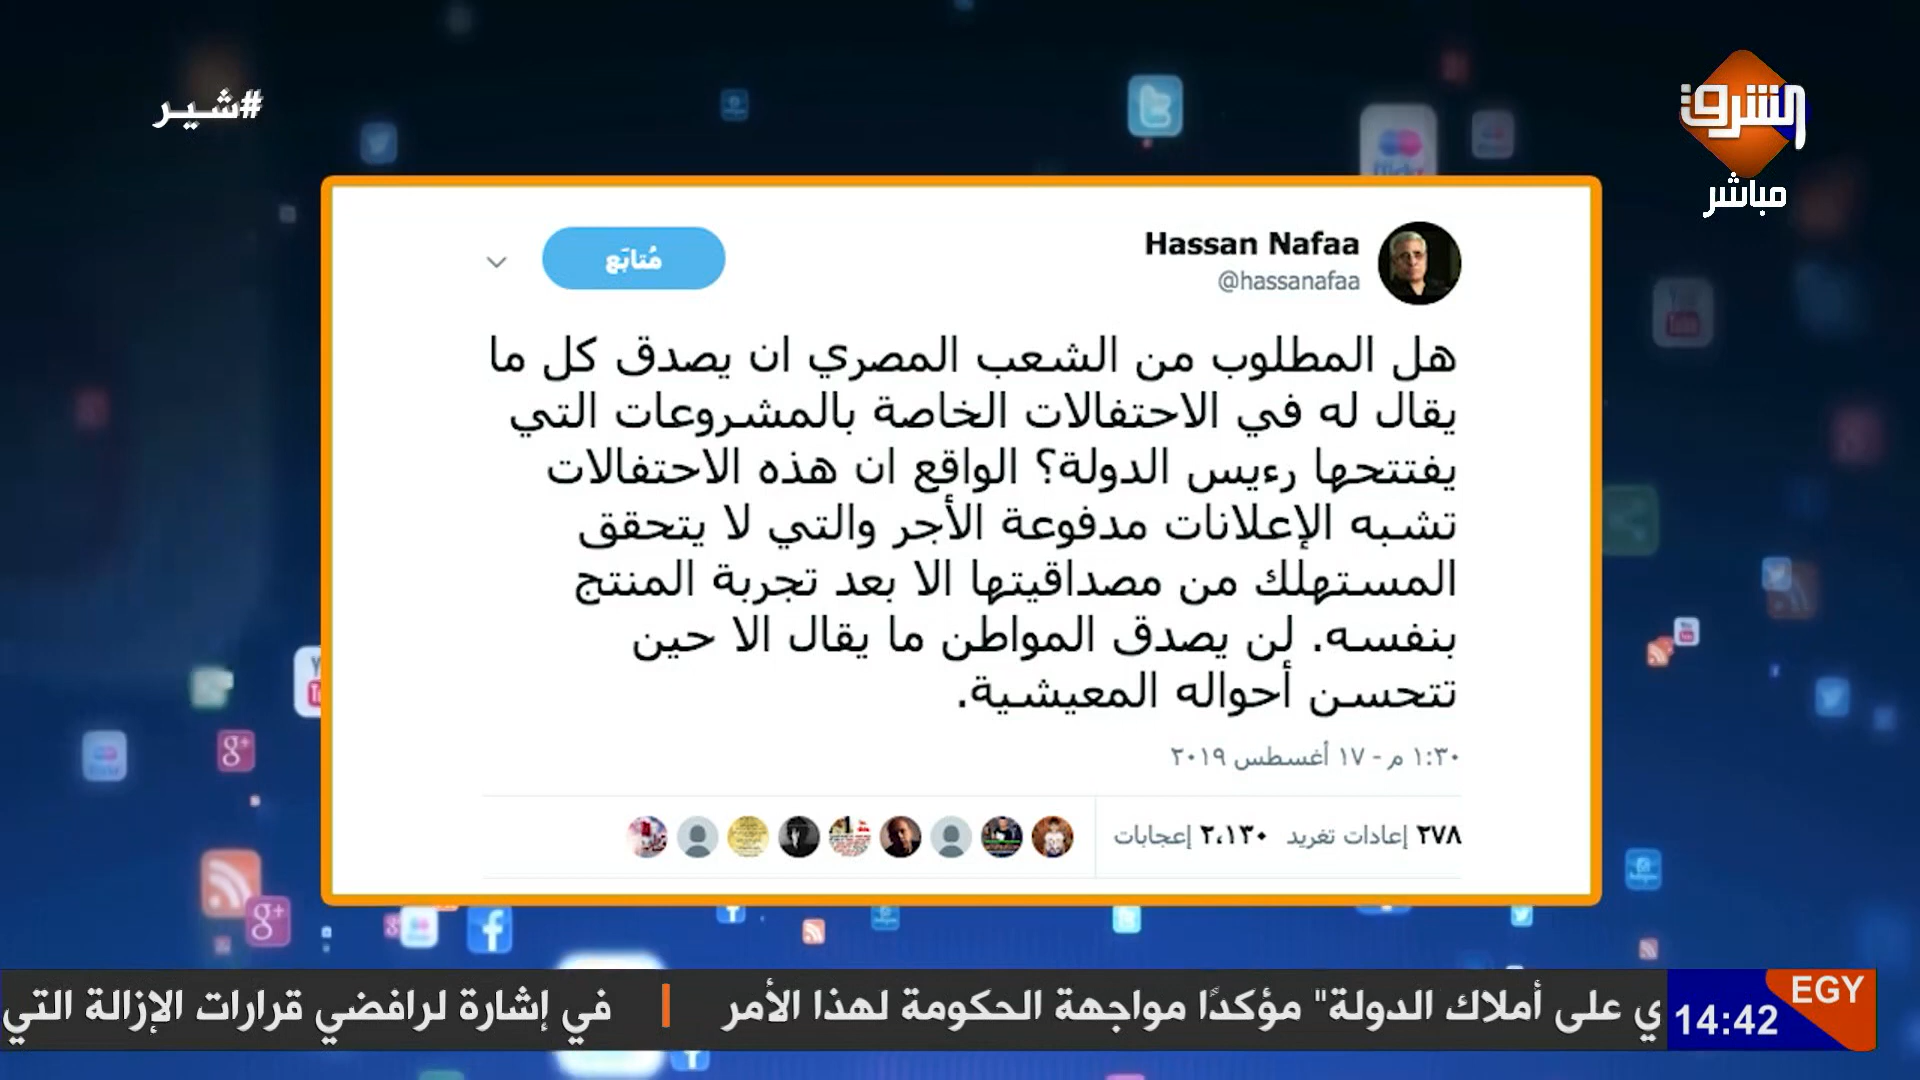 #شير
الشرق
مباشر
Hassan Nafaa
@hassanafaa
مُتابَع
هل المطلوب من الشعب المصري ان يصدق كل ما
يقال له في الاحتفالات الخاصة بالمشروعات التي
يفتتحها رءيس الدولة؟ الواقع ان هذه الاحتفالات
تشبه الإعلانات مدفوعة الأجر والتي لا يتحقق
المستهلك من مصداقيتها الا بعد تجربة المنتج
بنفسه. لن يصدق المواطن ما يقال الا حين
تتحسن أحواله المعيشية.
١:٣٠ م - ١٧ أغسطس ٢٠١٩
٢٧٨ إعادات تغريد ٢،١٣٠ إعجابات
EGY
14:42
ي على أملاك الدولة" مؤكدًا مواجهة الحكومة لهذا الأمر | في إشارة لرافضي قرارات الإزالة التي